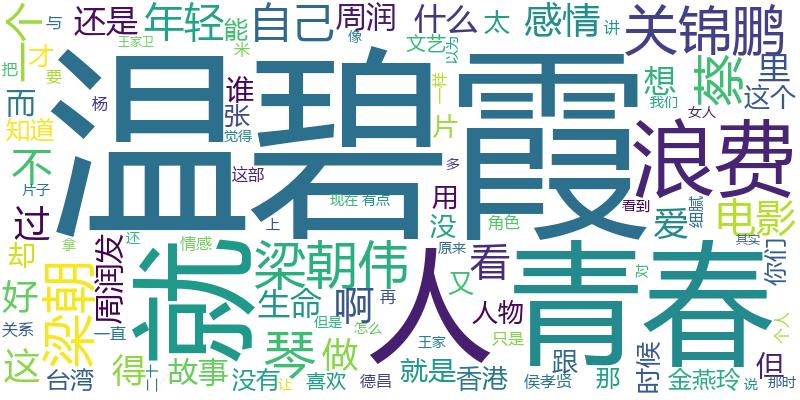 一个
还是
年轻
能
自己
周润
什么
太
感情
讲
关锦鹏
与
王家卫
像
文艺
以为
把
才
米
要
谁
一样
想
蔡
里
而
杨
张
片
我们
这个
知道
觉得
女人
温碧霞
浪费
不
片子
这部
多
过
现在
有点
用
没
角色
看到
爱
细腻
电影
却
拿
还
情感
上
原来
又
对
其实
你们
梁朝
周润发
就
梁朝伟
人
看
青春
好
生命
啊
再
人物
个人
关系
一直
但是
怎么
王家
只是
这
得
故事
琴
做
跟
时候
但
台湾
十一
没有
让
喜欢
德昌
就是
香港
侯孝贤
那
金燕玲
说
那时